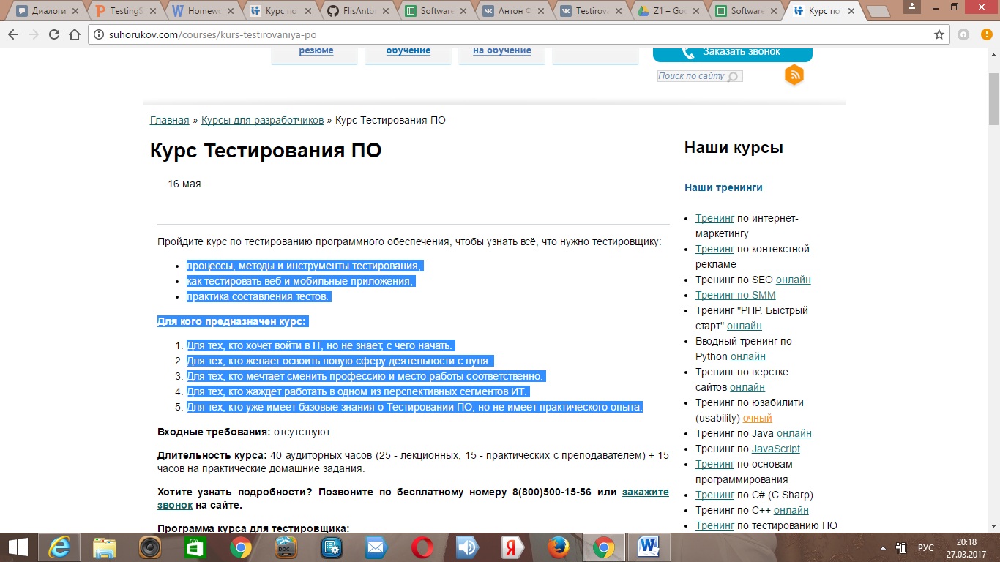 Диалоги
TestingS
Homew
Курс по
FlisAnto
Software
Антон Ф
Testirova
Z1 – Goo
Software
Курс по
suhorukov.com/courses/kurs-testirovaniya-po
резюме
обучение
на обучение
Заказать звонок
Поиск по сайту
Главная » Курсы для разработчиков » Курс Тестирования ПО
Курс Тестирования ПО
16 мая
Пройдите курс по тестированию программного обеспечения, чтобы узнать всё, что нужно тестировщику:
• процессы, методы и инструменты тестирования,
• как тестировать веб и мобильные приложения,
• практика составления тестов.
Для кого предназначен курс:
1. Для тех, кто хочет войти в IT, но не знает, с чего начать.
2. Для тех, кто желает освоить новую сферу деятельности с нуля.
3. Для тех, кто мечтает сменить профессию и место работы соответственно.
4. Для тех, кто жаждет работать в одном из перспективных сегментов ИТ.
5. Для тех, кто уже имеет базовые знания о Тестировании ПО, но не имеет практического опыта.
Входные требования: отсутствуют.
Длительность курса: 40 аудиторных часов (25 - лекционных, 15 - практических с преподавателем) + 15
часов на практические домашние задания.
Хотите узнать подробности? Позвоните по бесплатному номеру 8(800)500-15-56 или закажите
звонок на сайте.
Программа курса для тестировщика:
Наши курсы
Наши тренинги
• Тренинг по интернет-
маркетингу
• Тренинг по контекстной
рекламе
• Тренинг по SEO онлайн
• Тренинг по SMM
• Тренинг "PHP. Быстрый
старт" онлайн
• Вводный тренинг по
Python онлайн
• Тренинг по верстке
сайтов онлайн
• Тренинг по юзабилити
(usability) очный
• Тренинг по Java онлайн
• Тренинг по JavaScript
• Тренинг по основам
программирования
• Тренинг по C# (C Sharp)
• Тренинг по C++ онлайн
• Тренинг по тестированию ПО
DOC
РУС
20:18
27.03.2017